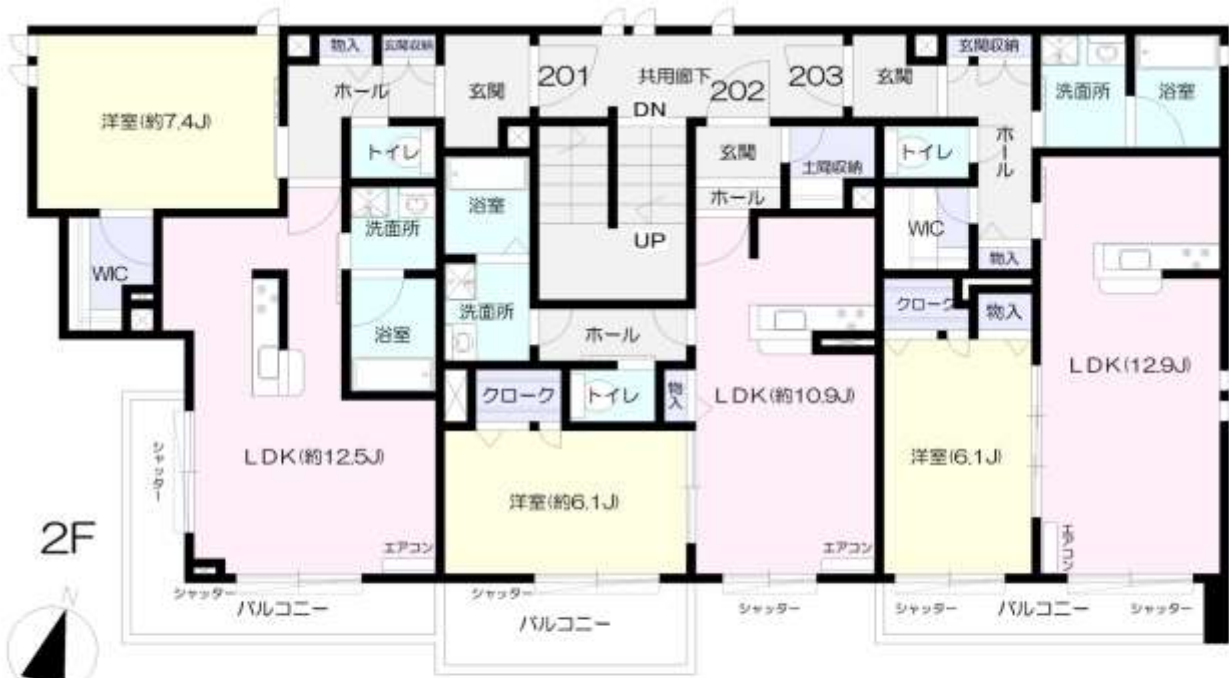 物入
玄関収納
ホール
玄関
201
共用廊下
DN
202
203
玄関
玄関収納
洗面所
浴室
洋室(約7.4J)
トイレ
浴室
玄関
土間収納
トイレ
ホール
ホール
WIC
洗面所
UP
WIC
物入
浴室
洗面所
ホール
クローク
物入
LDK(約12.5J)
クローク
トイレ
物入
LDK(約10.9J)
LDK(12.9J)
シャッター
洋室(約6.1J)
洋室(6.1J)
2F
エアコン
エアコン
エアコン
N
シャッター
バルコニー
シャッター
バルコニー
シャッター
シャッター
バルコニー
シャッター